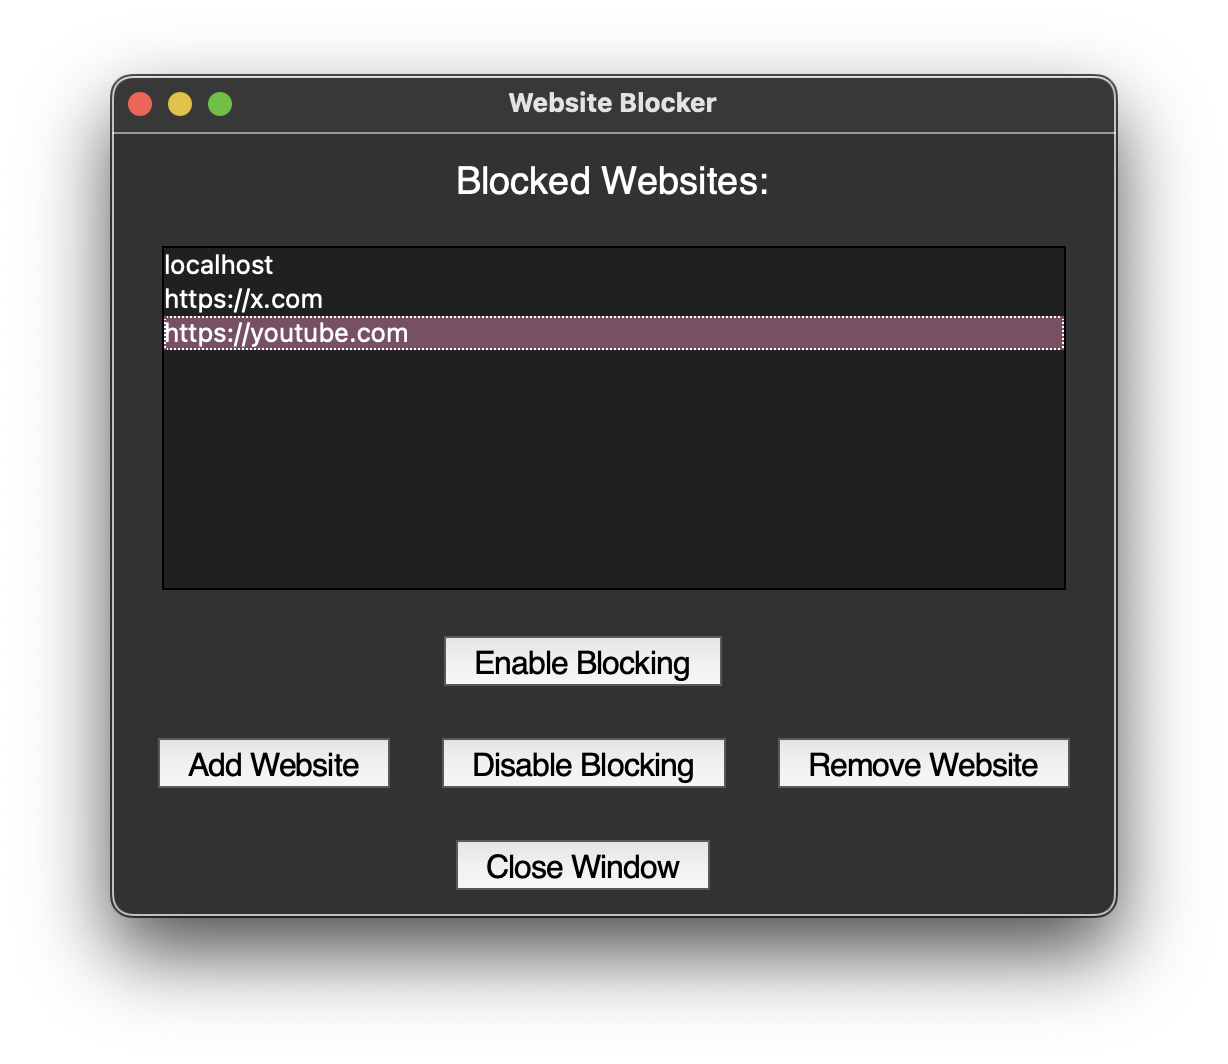 Website Blocker
Blocked Websites:
localhost
https://x.com
https://youtube.com
Enable Blocking
Add Website
Disable Blocking
Remove Website
Close Window